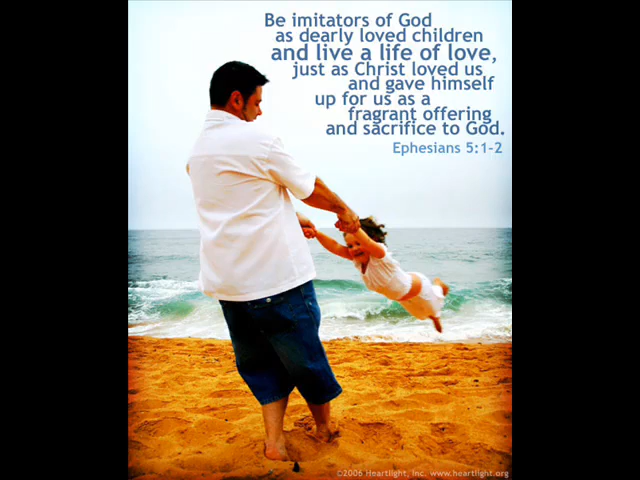 Be imitators of God
as dearly loved children
and live a life of love,
just as Christ loved us
and gave himself
up for us as a
fragrant offering
and sacrifice to God.
Ephesians 5:1-2
©2006 Heartlight, Inc. www.heartlight.org